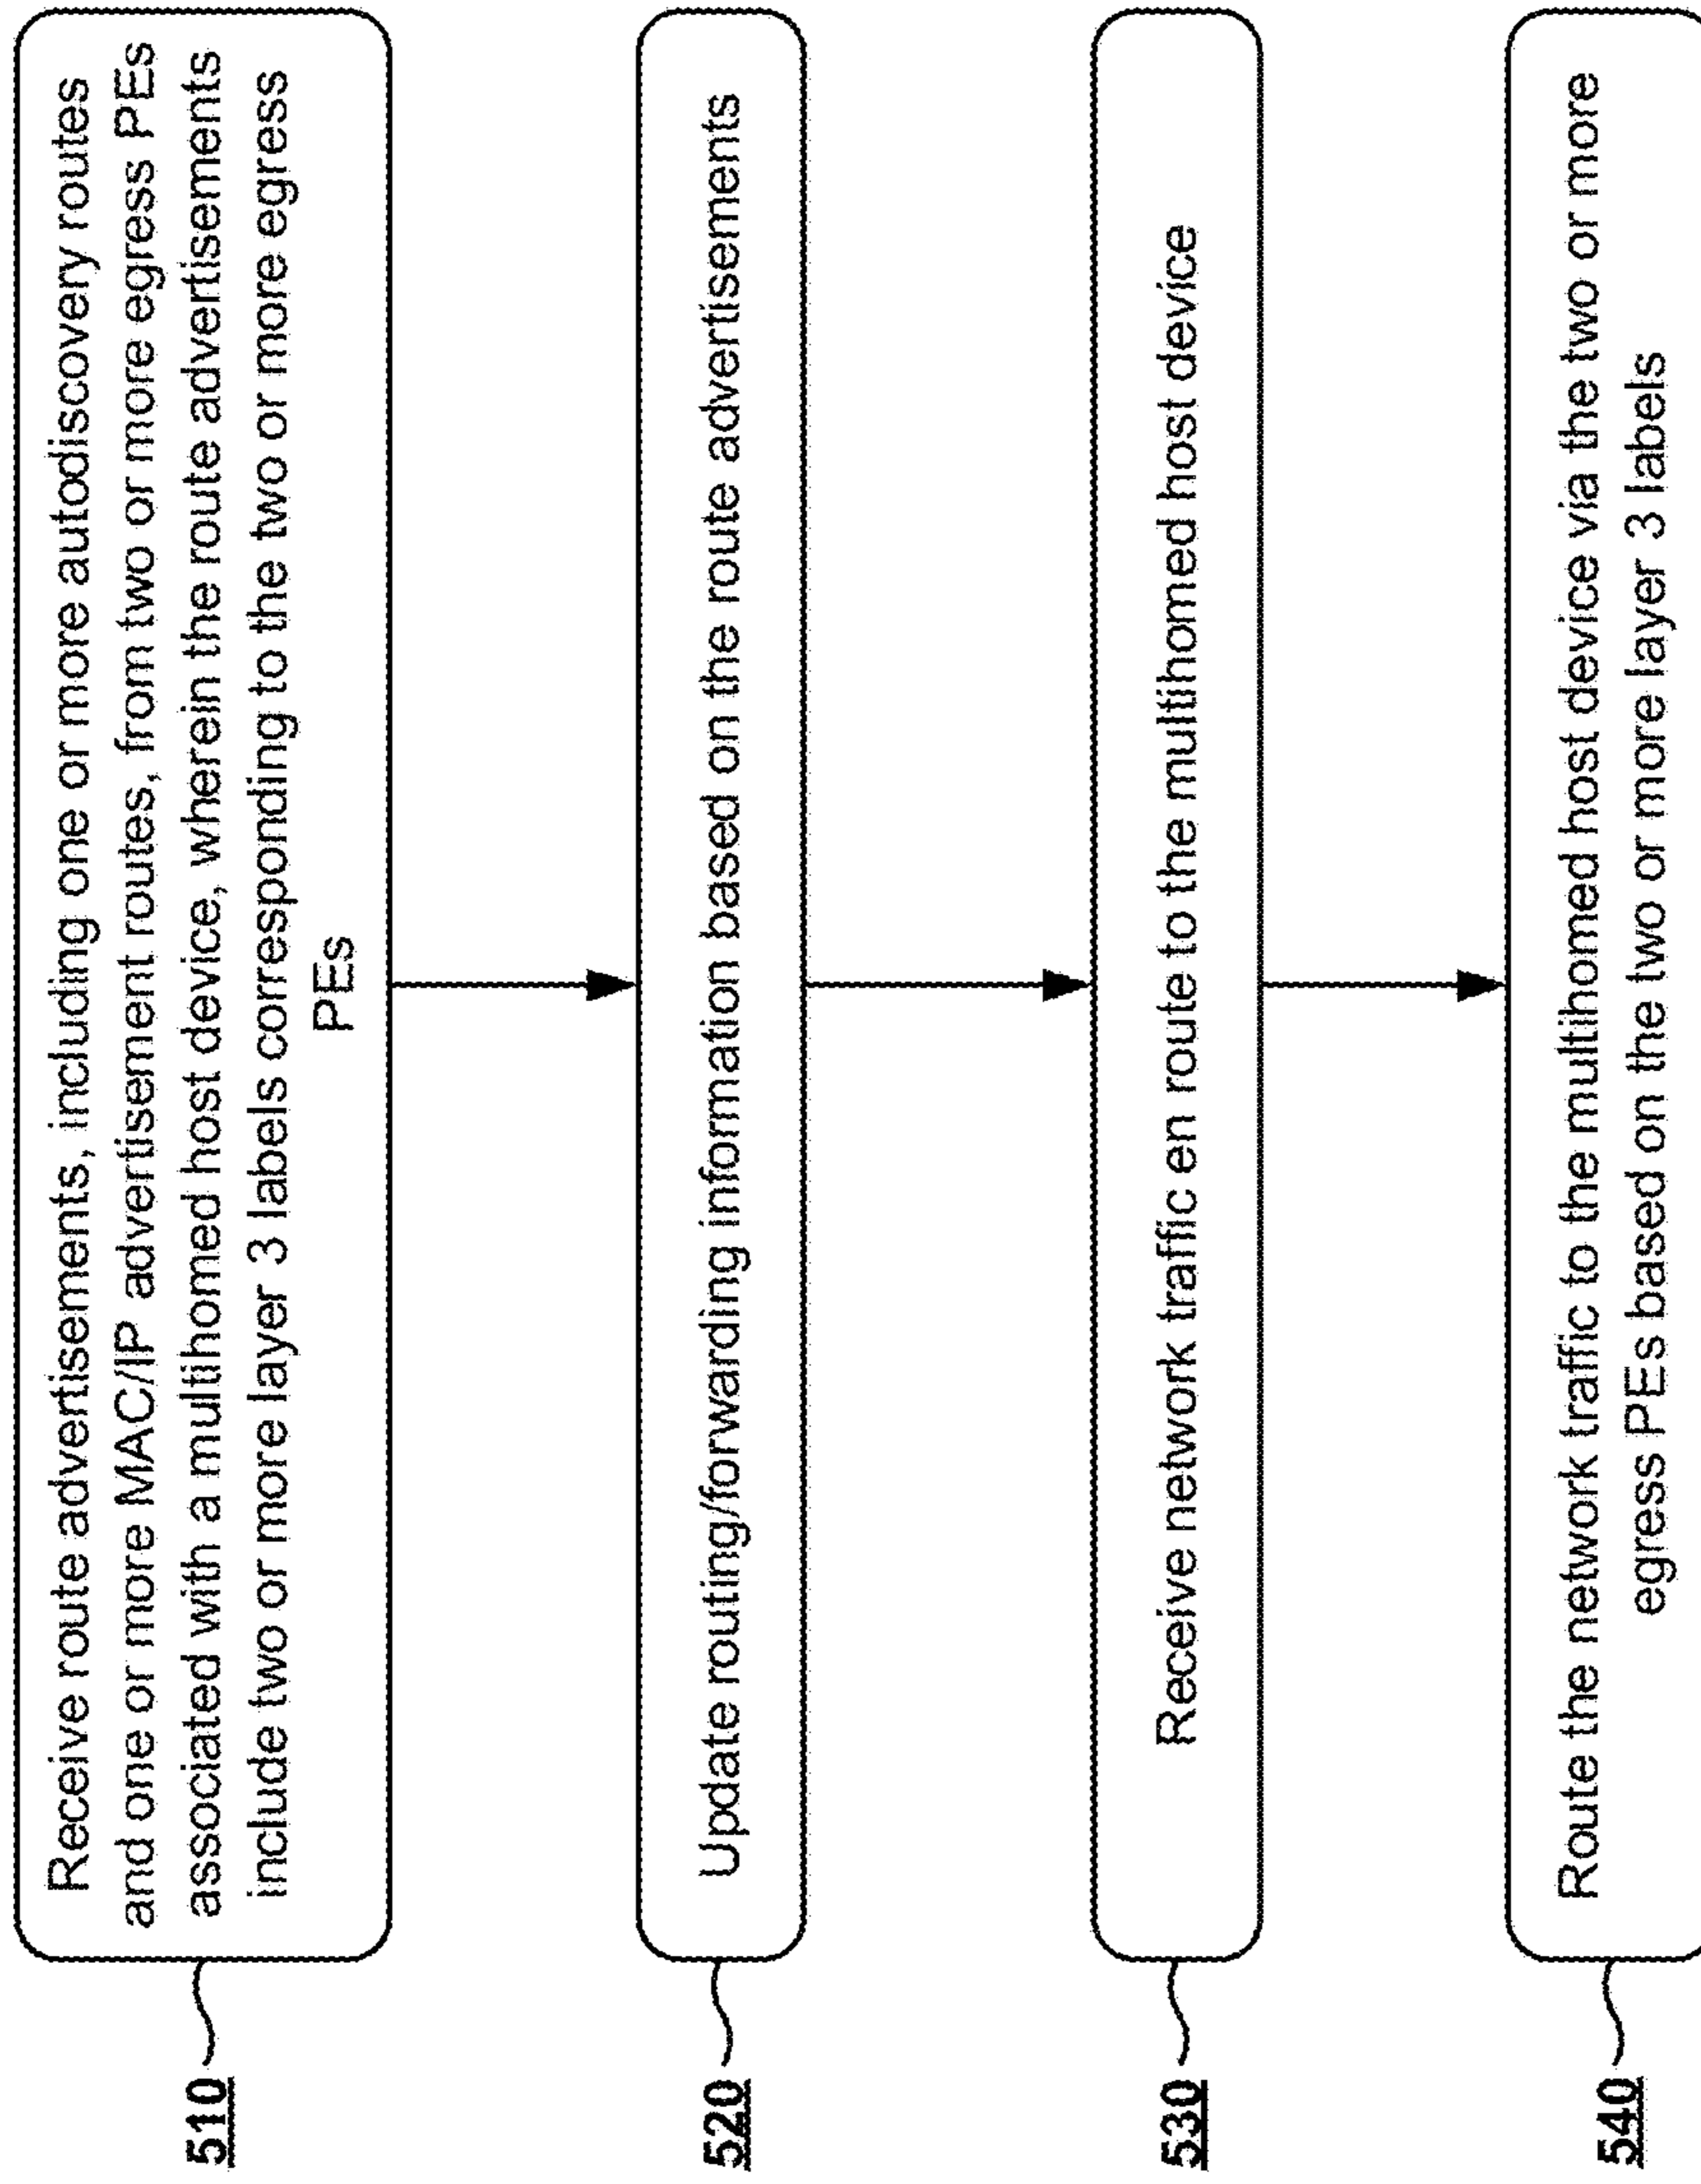 510
Receive route advertisements, including one or more autodiscovery routes
and one or more MAC/IP advertisement routes, from two or more egress PEs
associated with a multihomed host device, wherein the route advertisements
include two or more layer 3 labels corresponding to the two or more egress
PEs
520
Update routing/forwarding information based on the route advertisements
530
Receive network traffic en route to the multihomed host device
540
Route the network traffic to the multihomed host device via the two or more
egress PEs based on the two or more layer 3 labels